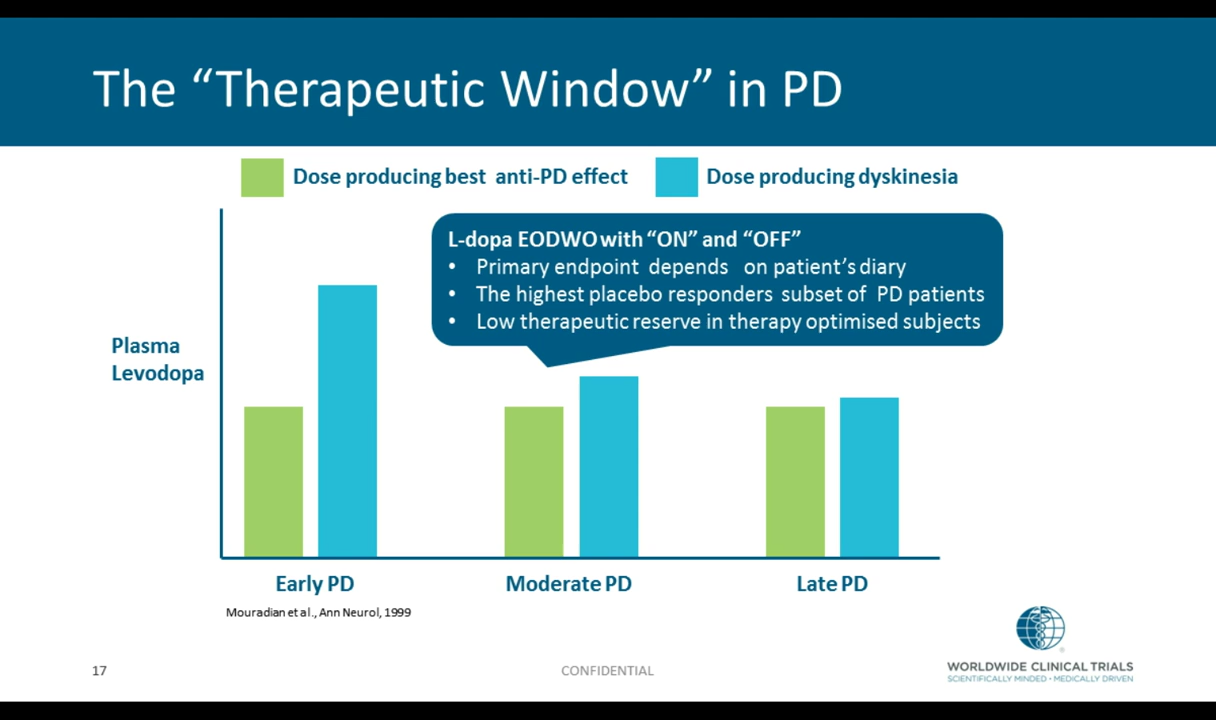 The “Therapeutic Window” in PD
Dose producing best anti-PD effect
Dose producing dyskinesia
L-dopa EODWO with “ON” and “OFF”
• Primary endpoint depends on patient’s diary
• The highest placebo responders subset of PD patients
• Low therapeutic reserve in therapy optimised subjects
Plasma
Levodopa
Early PD
Moderate PD
Late PD
Mouradian et al., Ann Neurol, 1999
17
CONFIDENTIAL
WORLDWIDE CLINICAL TRIALS
SCIENTIFICALLY MINDED • MEDICALLY DRIVEN